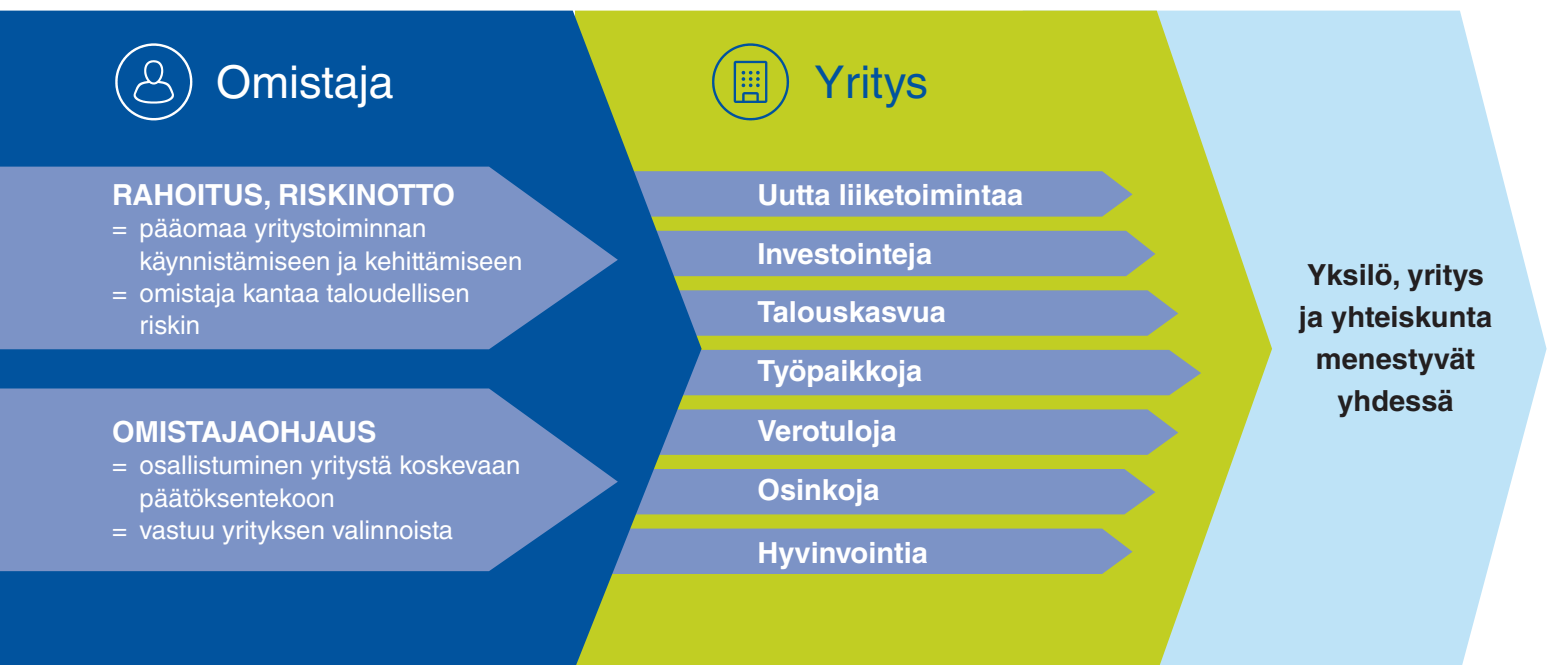 Omistaja
RAHOITUS, RISKINOTTO
= pääomaa yritystoiminnan
käynnistämiseen ja kehittämiseen
= omistaja kantaa taloudellisen
riskin
OMISTAJAOHJAUS
= osallistuminen yritystä koskevaan
päätöksentekoon
= vastuu yrityksen valinnoista
Yritys
Uutta liiketoimintaa
Investointeja
Talouskasvua
Työpaikkoja
Verotuloja
Osinkoja
Hyvinvointia
Yksilö, yritys
ja yhteiskunta
menestyvät
yhdessä